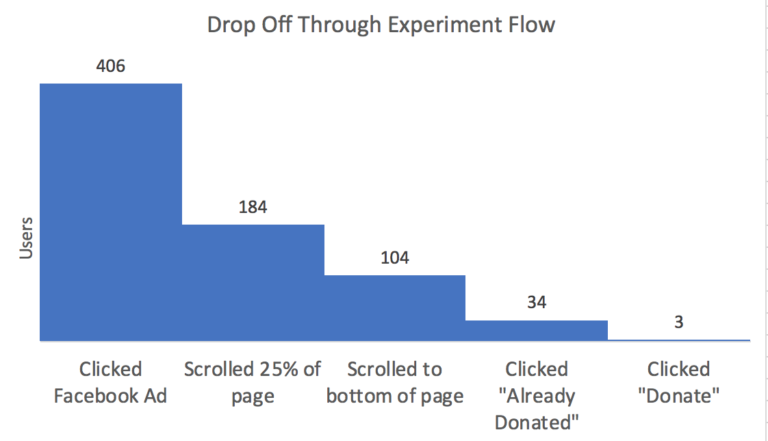 Drop Off Through Experiment Flow
406
184
104
34
3
Users
Clicked
Facebook Ad
Scrolled 25% of
page
Scrolled to
bottom of page
Clicked
"Already
Donated"
Clicked
"Donate"